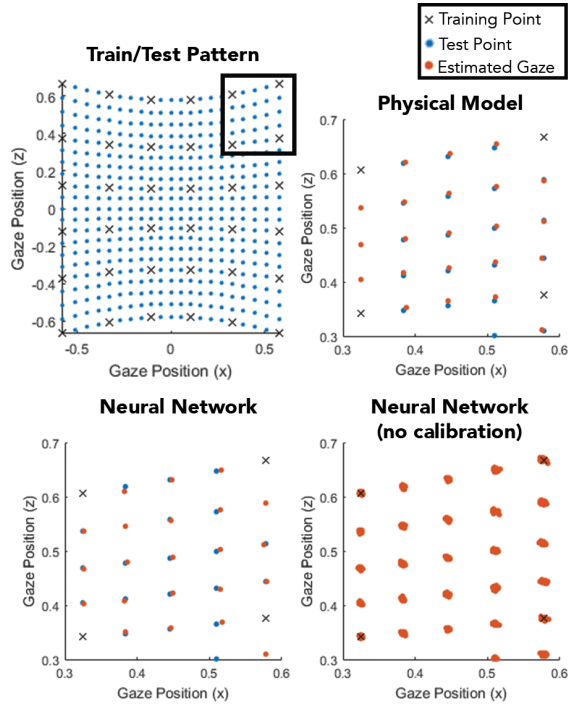 Training Point
Test Point
Estimated Gaze
Train/Test Pattern
Gaze Position (z)
0.6
0.4
0.2
0
-0.2
-0.4
-0.6
-0.5
0
0.5
Gaze Position (x)
Physical Model
Gaze Position (z)
0.7
0.6
0.5
0.4
0.3
0.3
0.4
0.5
0.6
Gaze Position (x)
Neural Network
Gaze Position (z)
0.7
0.6
0.5
0.4
0.3
0.3
0.4
0.5
0.6
Gaze Position (x)
Neural Network
(no calibration)
Gaze Position (z)
0.7
0.6
0.5
0.4
0.3
0.3
0.4
0.5
0.6
Gaze Position (x)